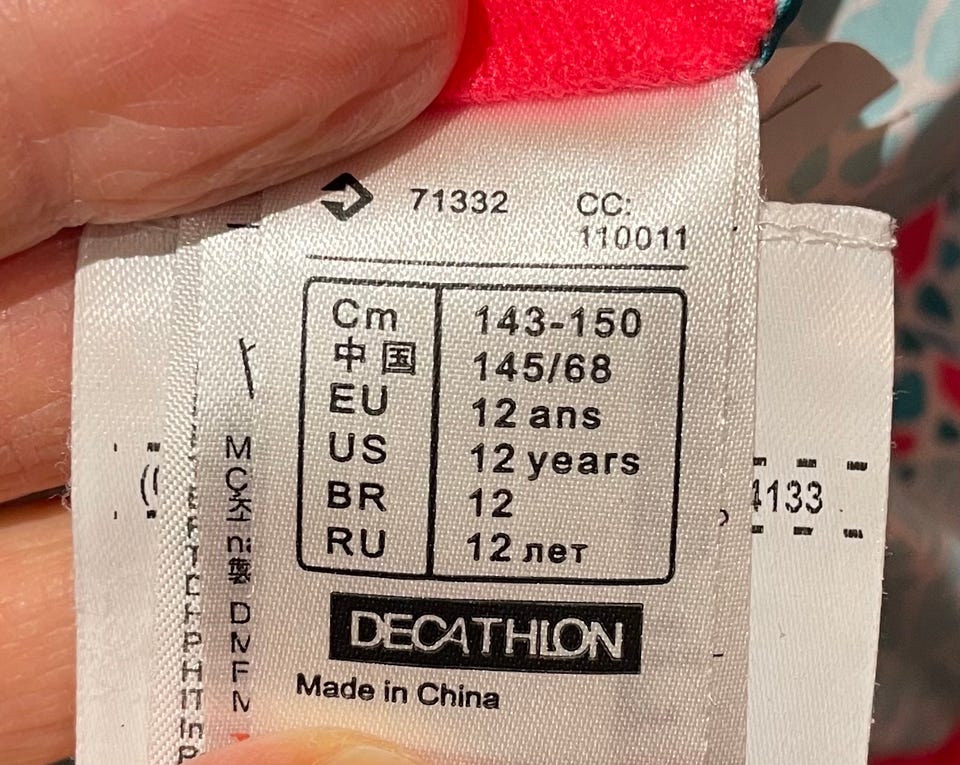 71332 CC:
110011
Cm 143-150
中国 145/68
EU 12 ans
US 12 years
BR 12
RU 12 лет
DECATHLON
Made in China
4133